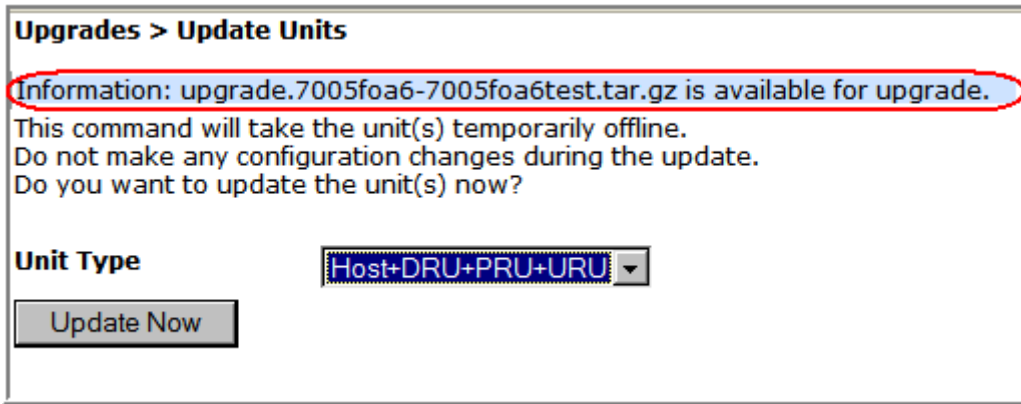 Upgrades > Update Units
Information: upgrade.7005foa6-7005foa6test.tar.gz is available for upgrade.
This command will take the unit(s) temporarily offline.
Do not make any configuration changes during the update.
Do you want to update the unit(s) now?
Unit Type Host+DRU+PRU+URU
Update Now